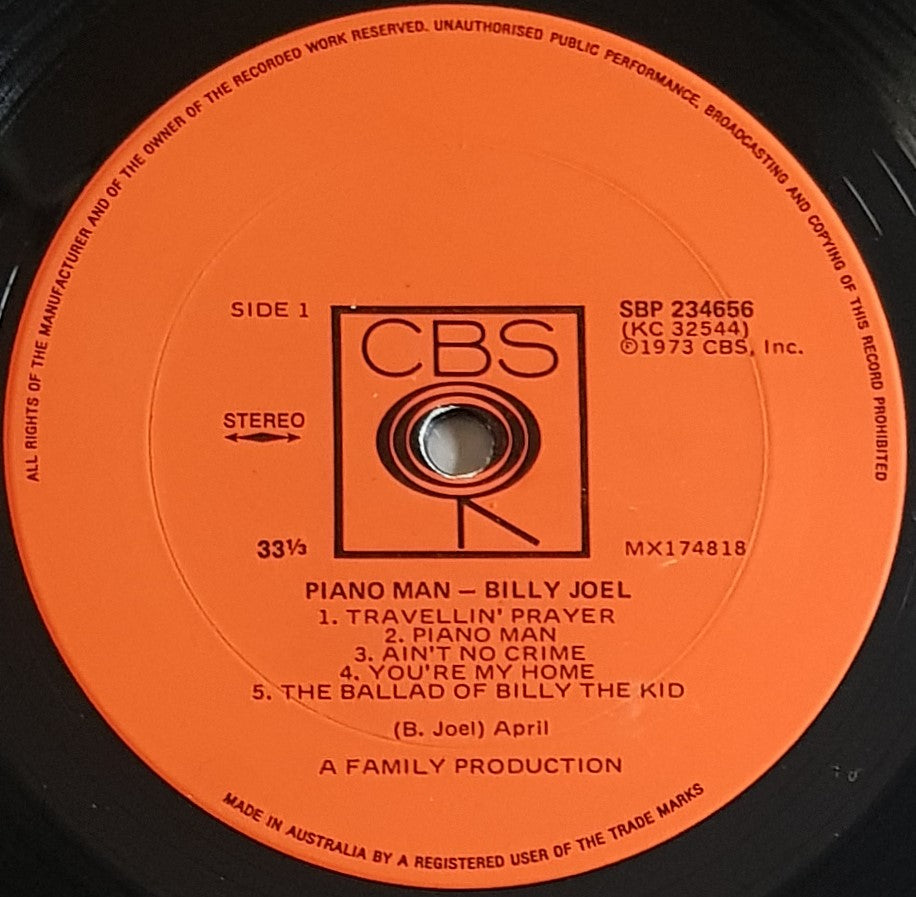 ALL RIGHTS OF THE MANUFACTURER AND OF THE OWNER OF THE RECORDED WORK RESERVED. UNAUTHORISED PUBLIC PERFORMANCE, BROADCASTING AND COPYING OF THIS RECORD PROHIBITED
SIDE 1
CBS
SBP 234656
(KC 32544)
℗1973 CBS, Inc.
STEREO
33⅓
MX174818
PIANO MAN – BILLY JOEL
1. TRAVELLIN' PRAYER
2. PIANO MAN
3. AIN'T NO CRIME
4. YOU'RE MY HOME
5. THE BALLAD OF BILLY THE KID
(B. Joel) April
A FAMILY PRODUCTION
MADE IN AUSTRALIA BY A REGISTERED USER OF THE TRADE MARKS